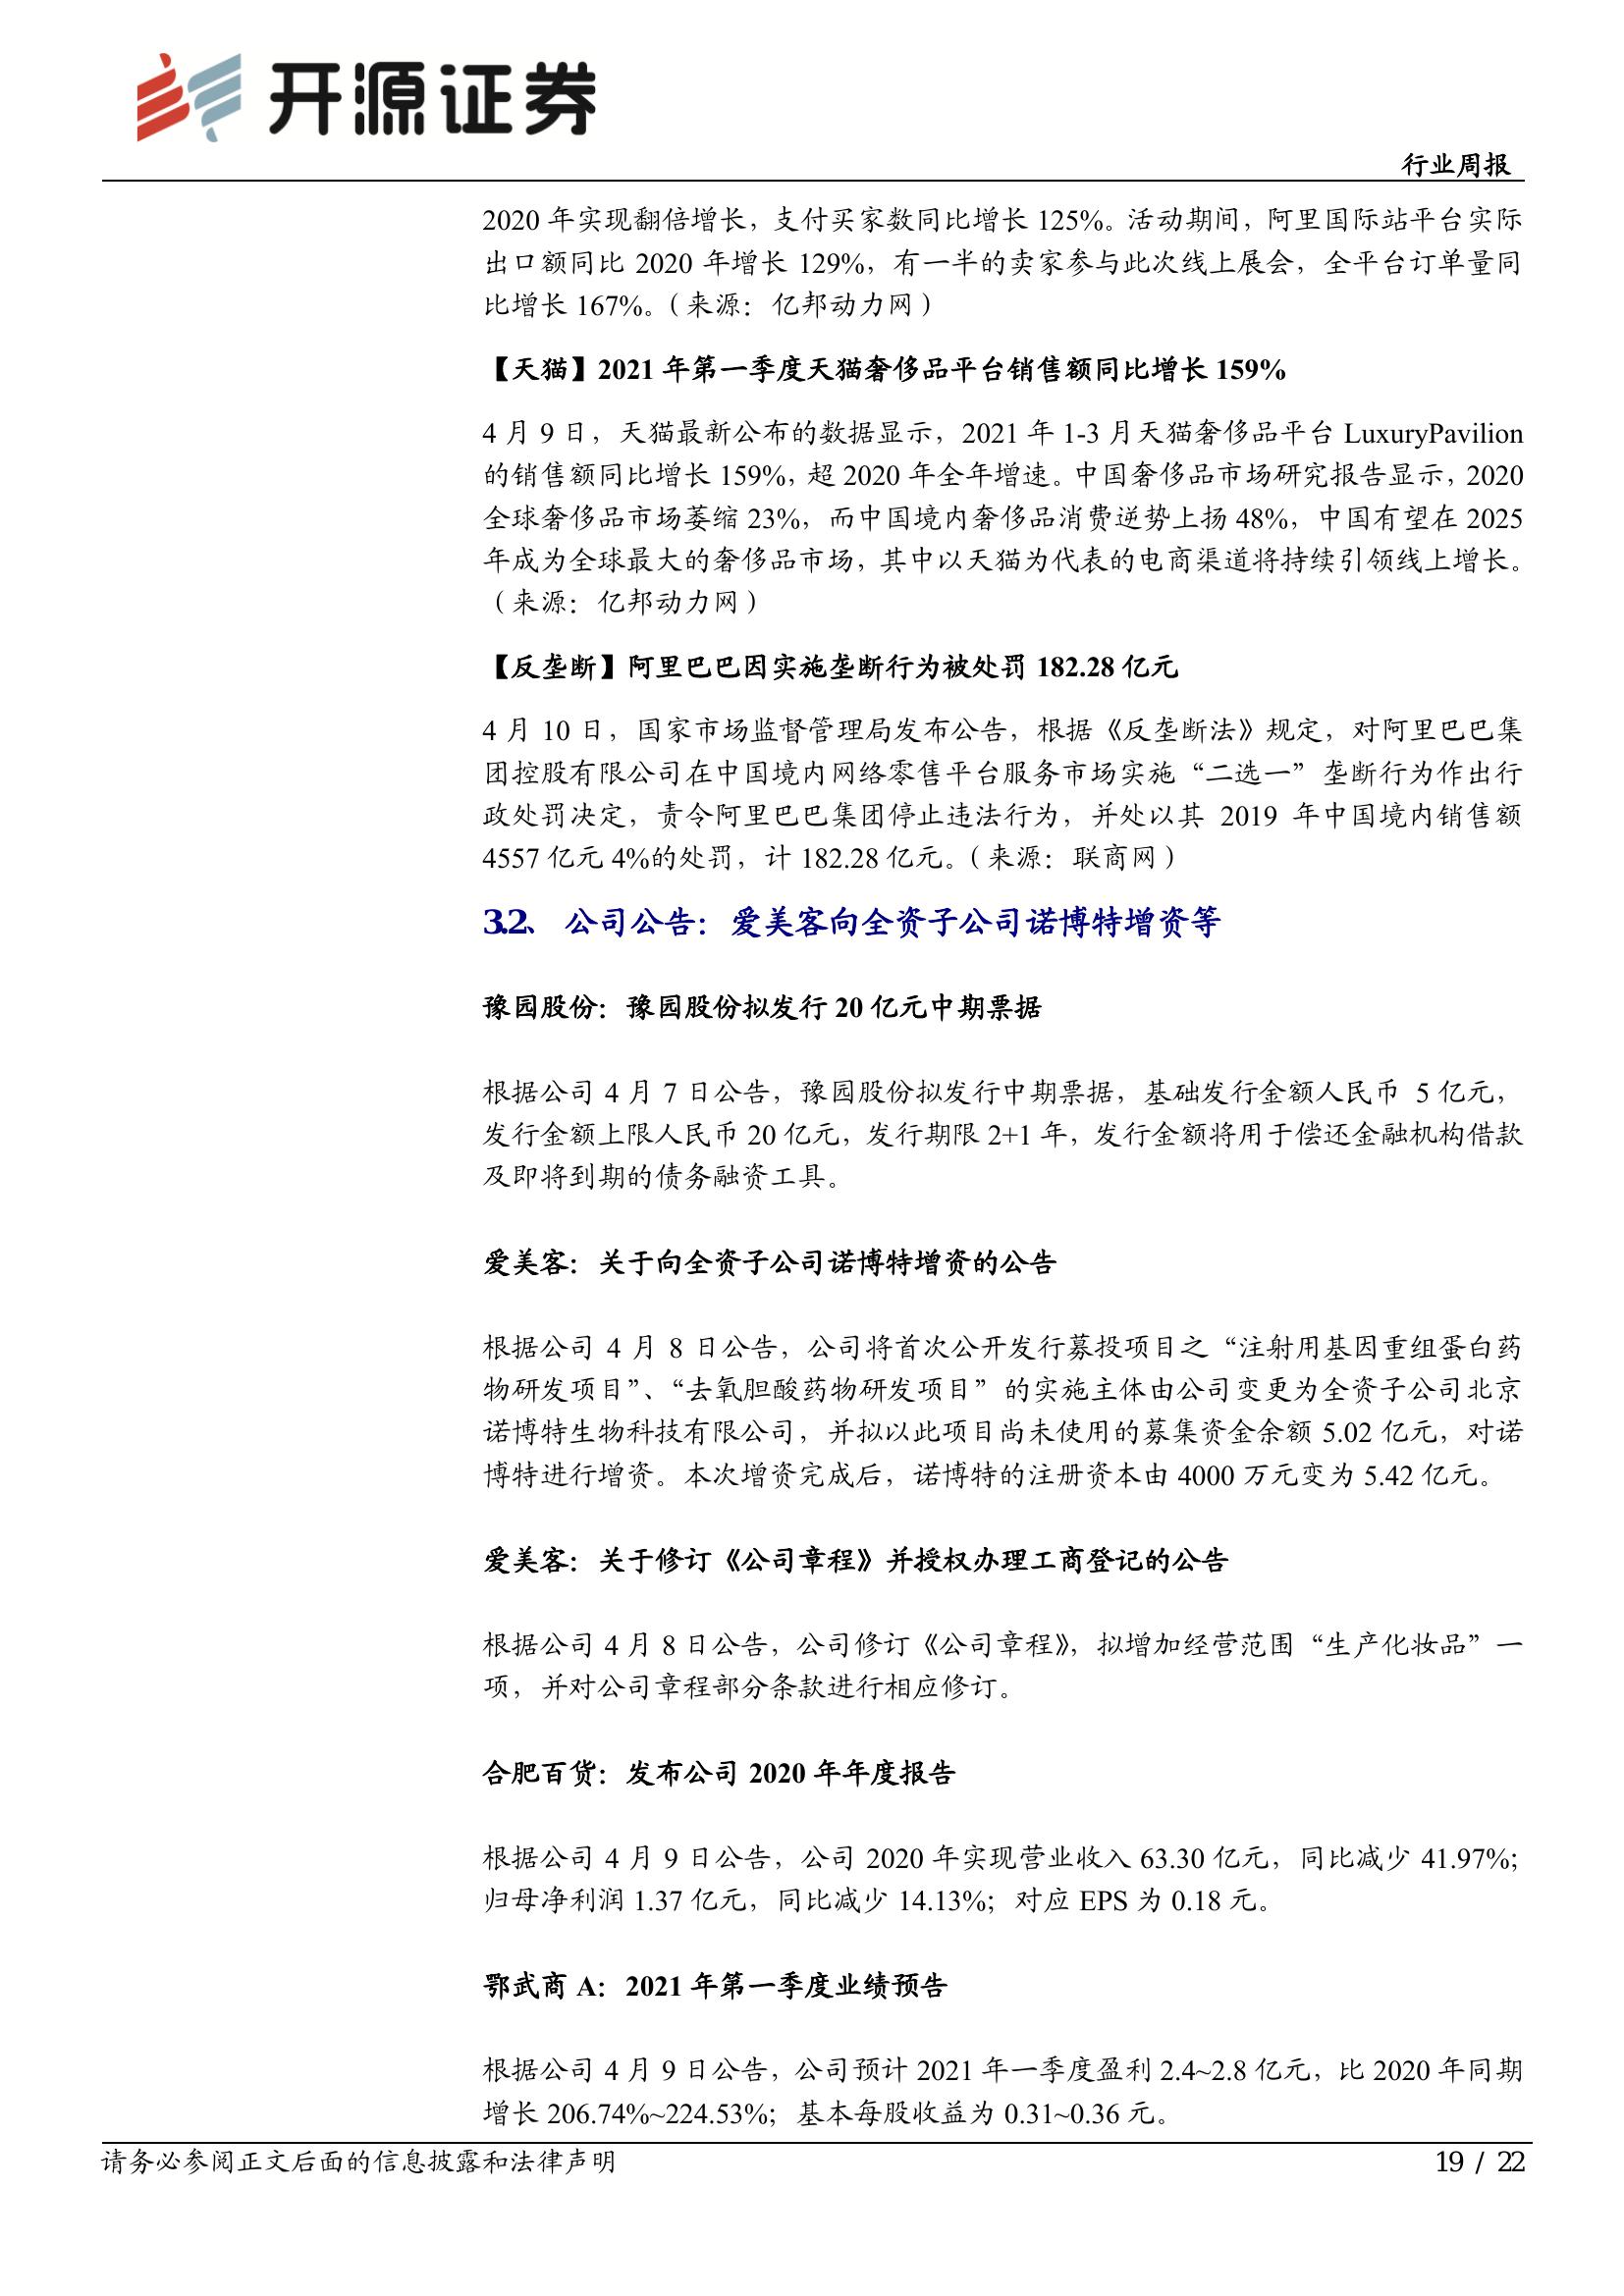 开源证券
行业周报
2020 年实现翻倍增长，支付买家数同比增长 125%。活动期间，阿里国际站平台实际
出口额同比 2020 年增长 129%，有一半的卖家参与此次线上展会，全平台订单量同
比增长 167%。（来源：亿邦动力网）
【天猫】2021 年第一季度天猫奢侈品平台销售额同比增长 159%
4 月 9 日，天猫最新公布的数据显示，2021 年 1-3 月天猫奢侈品平台 LuxuryPavilion
的销售额同比增长 159%，超 2020 年全年增速。中国奢侈品市场研究报告显示，2020
全球奢侈品市场萎缩 23%，而中国境内奢侈品消费逆势上扬 48%，中国有望在 2025
年成为全球最大的奢侈品市场，其中以天猫为代表的电商渠道将持续引领线上增长。
（来源：亿邦动力网）
【反垄断】阿里巴巴因实施垄断行为被处罚 182.28 亿元
4 月 10 日，国家市场监督管理局发布公告，根据《反垄断法》规定，对阿里巴巴集
团控股有限公司在中国境内网络零售平台服务市场实施“二选一”垄断行为作出行
政处罚决定，责令阿里巴巴集团停止违法行为，并处以其 2019 年中国境内销售额
4557 亿元 4%的处罚，计 182.28 亿元。（来源：联商网）
3.2、 公司公告：爱美客向全资子公司诺博特增资等
豫园股份：豫园股份拟发行 20 亿元中期票据
根据公司 4 月 7 日公告，豫园股份拟发行中期票据，基础发行金额人民币 5 亿元，
发行金额上限人民币 20 亿元，发行期限 2+1 年，发行金额将用于偿还金融机构借款
及即将到期的债务融资工具。
爱美客：关于向全资子公司诺博特增资的公告
根据公司 4 月 8 日公告，公司将首次公开发行募投项目之“注射用基因重组蛋白药
物研发项目”、“去氧胆酸药物研发项目”的实施主体由公司变更为全资子公司北京
诺博特生物科技有限公司，并拟以此项目尚未使用的募集资金余额 5.02 亿元，对诺
博特进行增资。本次增资完成后，诺博特的注册资本由 4000 万元变为 5.42 亿元。
爱美客：关于修订《公司章程》并授权办理工商登记的公告
根据公司 4 月 8 日公告，公司修订《公司章程》，拟增加经营范围“生产化妆品”一
项，并对公司章程部分条款进行相应修订。
合肥百货：发布公司 2020 年年度报告
根据公司 4 月 9 日公告，公司 2020 年实现营业收入 63.30 亿元，同比减少 41.97%；
归母净利润 1.37 亿元，同比减少 14.13%；对应 EPS 为 0.18 元。
鄂武商 A：2021 年第一季度业绩预告
根据公司 4 月 9 日公告，公司预计 2021 年一季度盈利 2.4~2.8 亿元，比 2020 年同期
增长 206.74%~224.53%；基本每股收益为 0.31~0.36 元。
请务必参阅正文后面的信息披露和法律声明
19 / 22